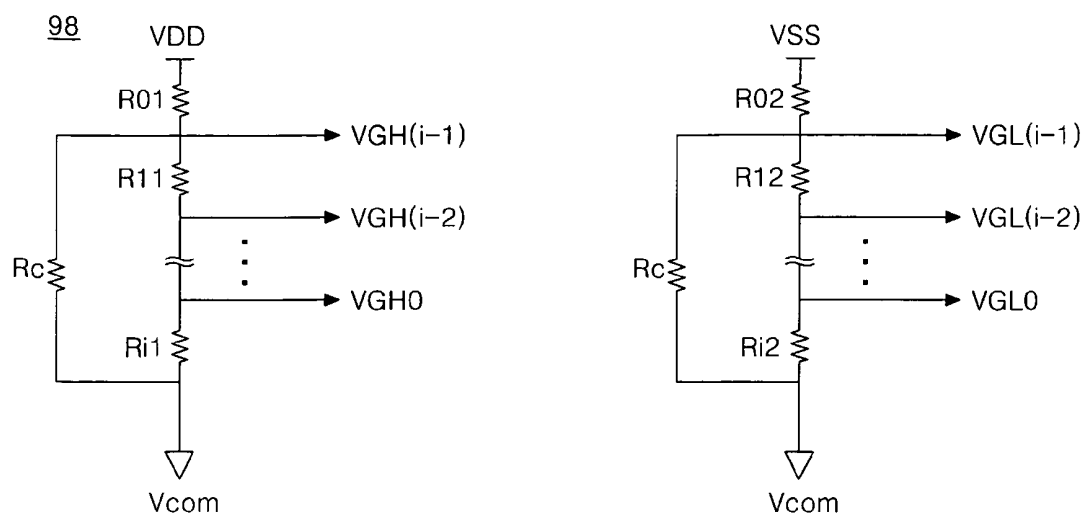 98
VDD
R01
VGH(i-1)
R11
VGH(i-2)
Rc
VGH0
Ri1
Vcom
VSS
R02
VGL(i-1)
R12
VGL(i-2)
Rc
VGL0
Ri2
Vcom